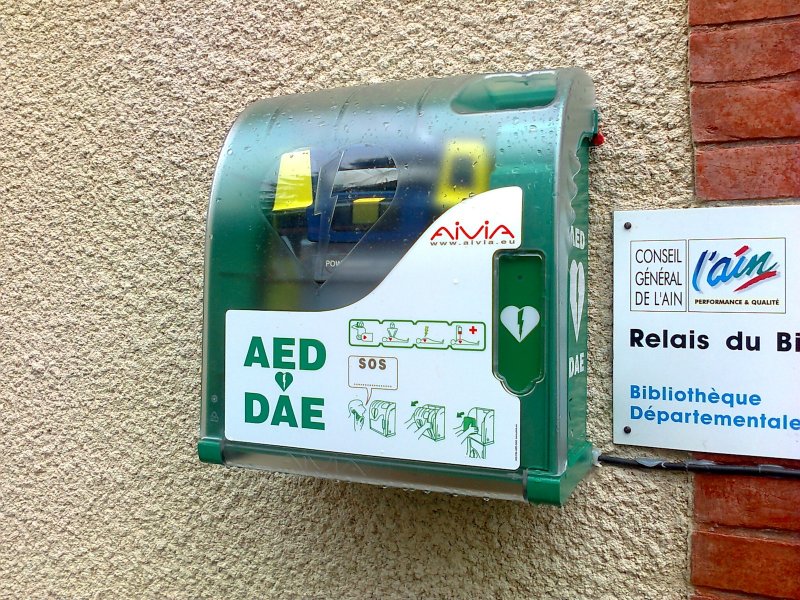 AIVIA
www.aivia.eu
AED
DAE
SOS
AED
DAE
CONSEIL
GÉNÉRAL
DE L'AIN
l'ain
PERFORMANCE & QUALITÉ
Relais du Bi
Bibliothèque
Départementale